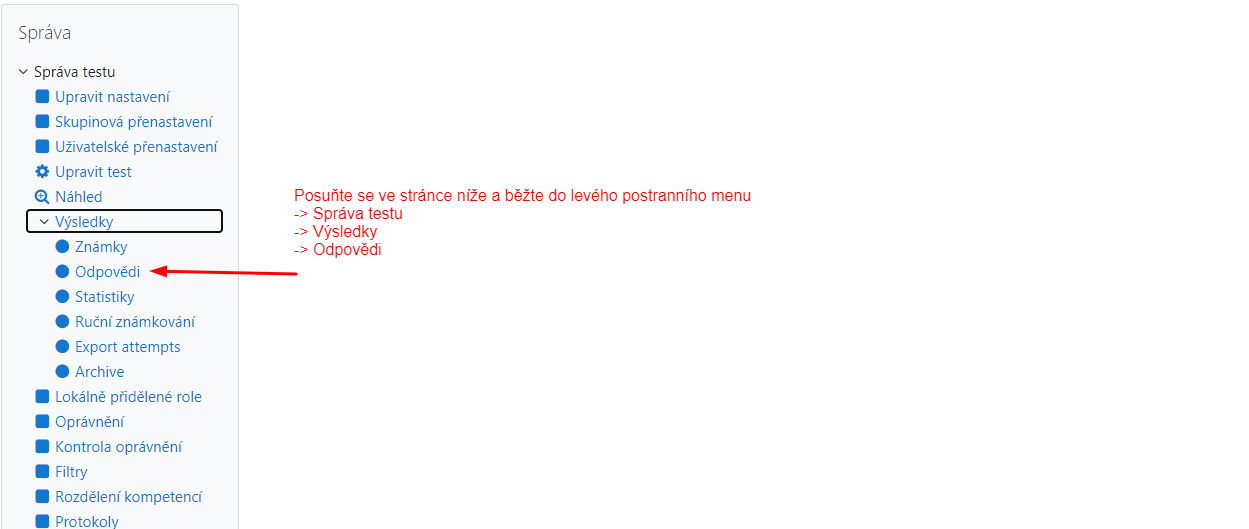 Správa
Správa testu
Upravit nastavení
Skupinová přenastavení
Uživatelské přenastavení
Upravit test
Náhled
Výsledky
Známky
Odpovědi
Statistiky
Ruční známkování
Export attempts
Archive
Lokálně přidělené role
Oprávnění
Kontrola oprávnění
Filtry
Rozdělení kompetencí
Protokoly
Posuňte se ve stránce níže a běžte do levého postranního menu
-> Správa testu
-> Výsledky
-> Odpovědi